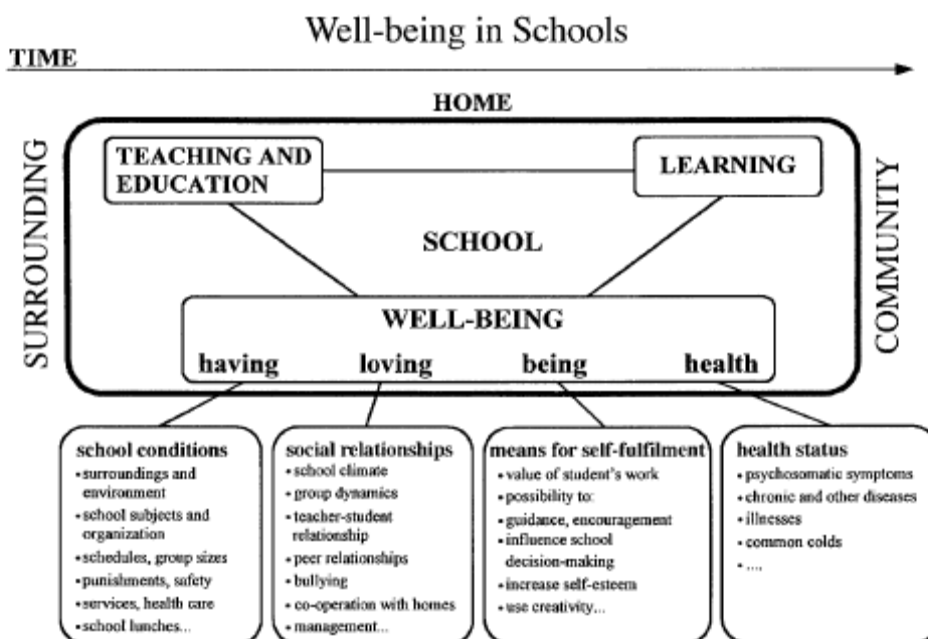 Well-being in Schools
TIME
HOME
SURROUNDING
COMMUNITY
TEACHING AND
EDUCATION
LEARNING
SCHOOL
WELL-BEING
having loving being health
school conditions
•surroundings and
environment
•school subjects and
organization
•schedules, group sizes
•punishments, safety
•services, health care
•school lunches...
social relationships
•school climate
•group dynamics
•teacher-student
relationship
•peer relationships
•bullying
•co-operation with homes
•management...
means for self-fulfilment
•value of student's work
•possibility to:
•guidance, encouragement
•influence school
decision-making
•increase self-esteem
•use creativity...
health status
•psychosomatic symptoms
•chronic and other diseases
•illnesses
•common colds
•....